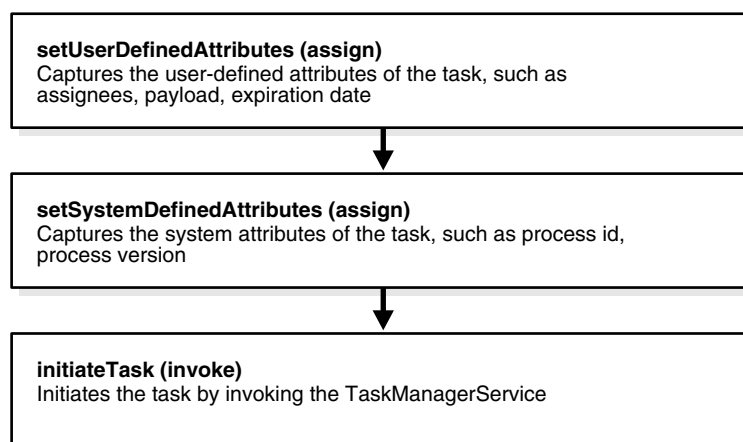 setUserDefinedAttributes (assign)
Captures the user-defined attributes of the task, such as
assignees, payload, expiration date
setSystemDefinedAttributes (assign)
Captures the system attributes of the task, such as process id,
process version
initiateTask (invoke)
Initiates the task by invoking the TaskManagerService